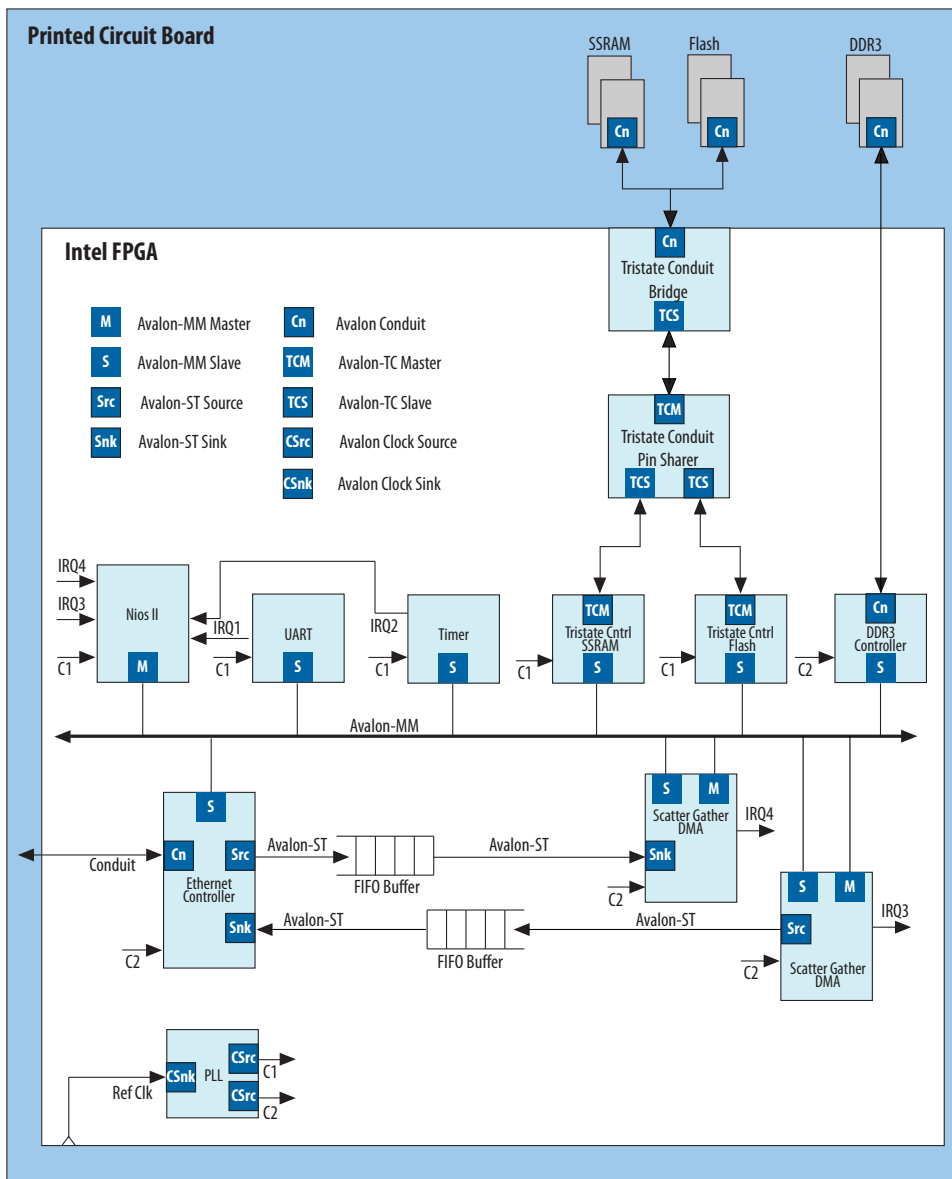 Printed Circuit Board
SSRAM
Flash
DDR3
Cn
Cn
Cn
Intel FPGA
Cn
Tristate Conduit
Bridge
TCS
M
Avalon-MM Master
Cn
Avalon Conduit
S
Avalon-MM Slave
TCM
Avalon-TC Master
Src
Avalon-ST Source
TCS
Avalon-TC Slave
Snk
Avalon-ST Sink
CSrc
Avalon Clock Source
CSnk
Avalon Clock Sink
TCM
Tristate Conduit
Pin Sharer
TCS
TCS
IRQ4
IRQ3
C1
Nios II
M
IRQ1
C1
UART
S
IRQ2
C1
Timer
S
C1
TCM
Tristate Cntrl
SSRAM
S
C1
TCM
Tristate Cntrl
Flash
S
C2
Cn
DDR3
Controller
S
Avalon-MM
S
Cn
Src
Ethernet
Controller
Snk
Conduit
C2
Avalon-ST
FIFO Buffer
Avalon-ST
S
M
Scatter Gather
DMA
Snk
IRQ4
C2
Avalon-ST
FIFO Buffer
Avalon-ST
S
M
Src
Scatter Gather
DMA
IRQ3
C2
CSnk
PLL
CSrc
C1
CSrc
C2
Ref Clk